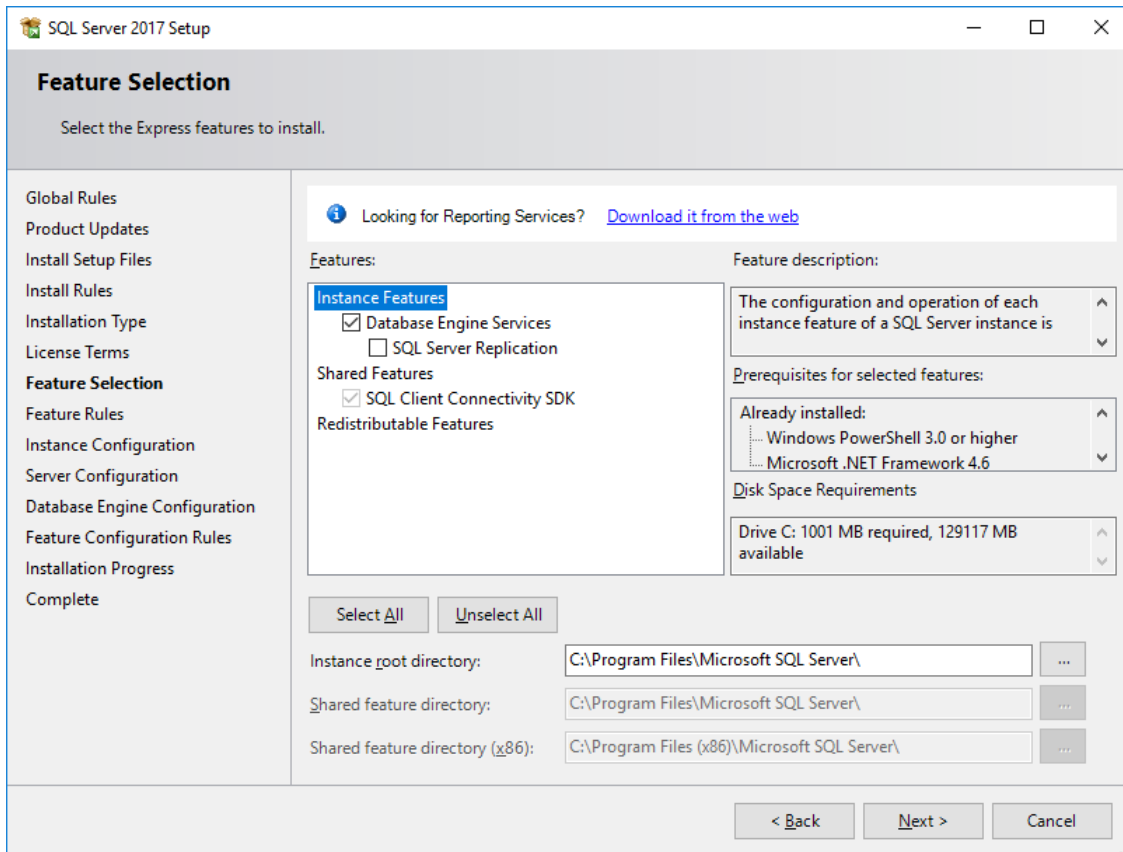 SQL Server 2017 Setup
Feature Selection
Select the Express features to install.
Global Rules
Product Updates
Install Setup Files
Install Rules
Installation Type
License Terms
Feature Selection
Feature Rules
Instance Configuration
Server Configuration
Database Engine Configuration
Feature Configuration Rules
Installation Progress
Complete
Looking for Reporting Services? Download it from the web
Features:
Instance Features
Database Engine Services
SQL Server Replication
Shared Features
SQL Client Connectivity SDK
Redistributable Features
Feature description:
The configuration and operation of each
instance feature of a SQL Server instance is
Prerequisites for selected features:
Already installed:
Windows PowerShell 3.0 or higher
Microsoft .NET Framework 4.6
Disk Space Requirements
Drive C: 1001 MB required, 129117 MB
available
Select All
Unselect All
Instance root directory:
C:\Program Files\Microsoft SQL Server\
...
Shared feature directory:
C:\Program Files\Microsoft SQL Server\
...
Shared feature directory (x86):
C:\Program Files (x86)\Microsoft SQL Server\
...
< Back
Next >
Cancel